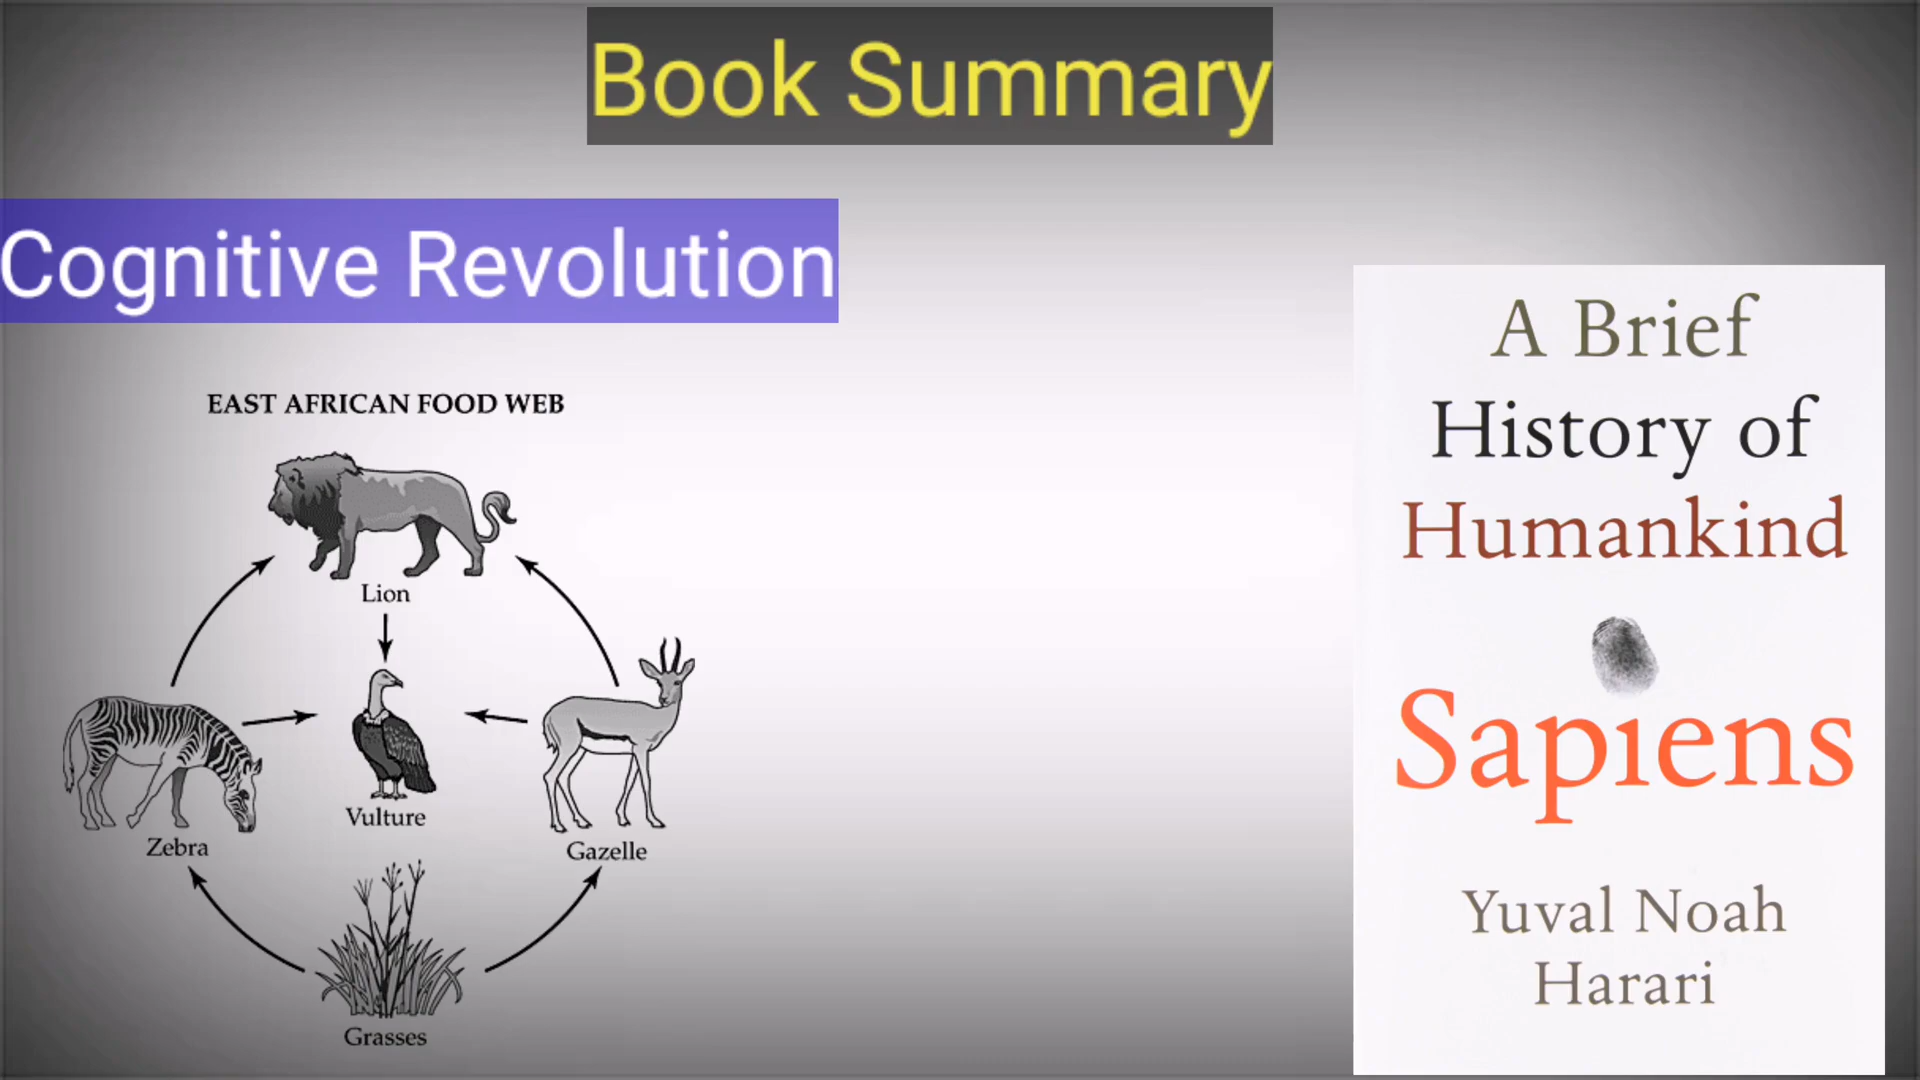 Book Summary
Cognitive Revolution
EAST AFRICAN FOOD WEB
Lion
Vulture
Zebra
Gazelle
Grasses
A Brief
History of
Humankind
Sapiens
Yuval Noah
Harari